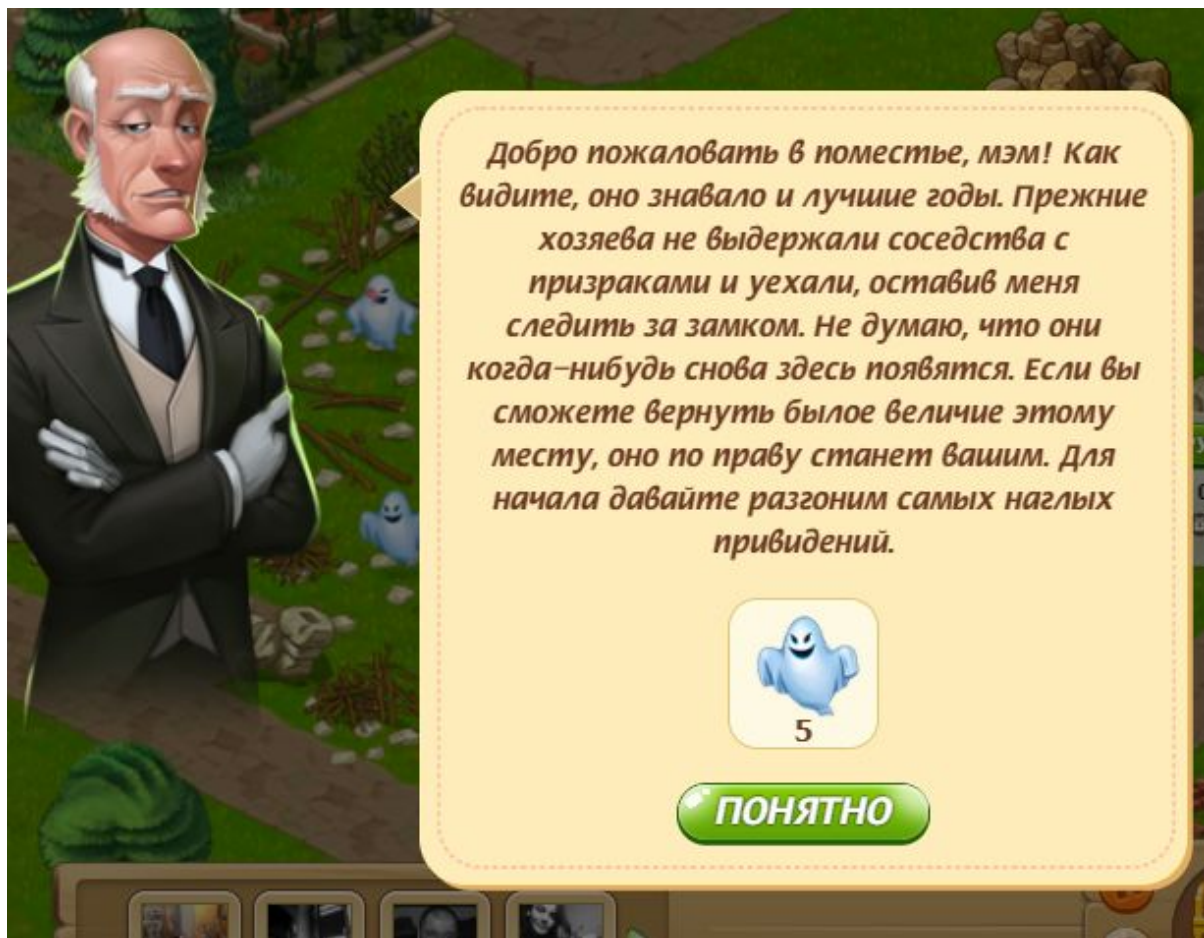 Добро пожаловать в поместье, мэм! Как
видите, оно знавало и лучшие годы. Прежние
хозяева не выдержали соседства с
призраками и уехали, оставив меня
следить за замком. Не думаю, что они
когда-нибудь снова здесь появятся. Если вы
сможете вернуть былое величие этому
месту, оно по праву станет вашим. Для
начала давайте разгоним самых наглых
привидений.
5
ПОНЯТНО